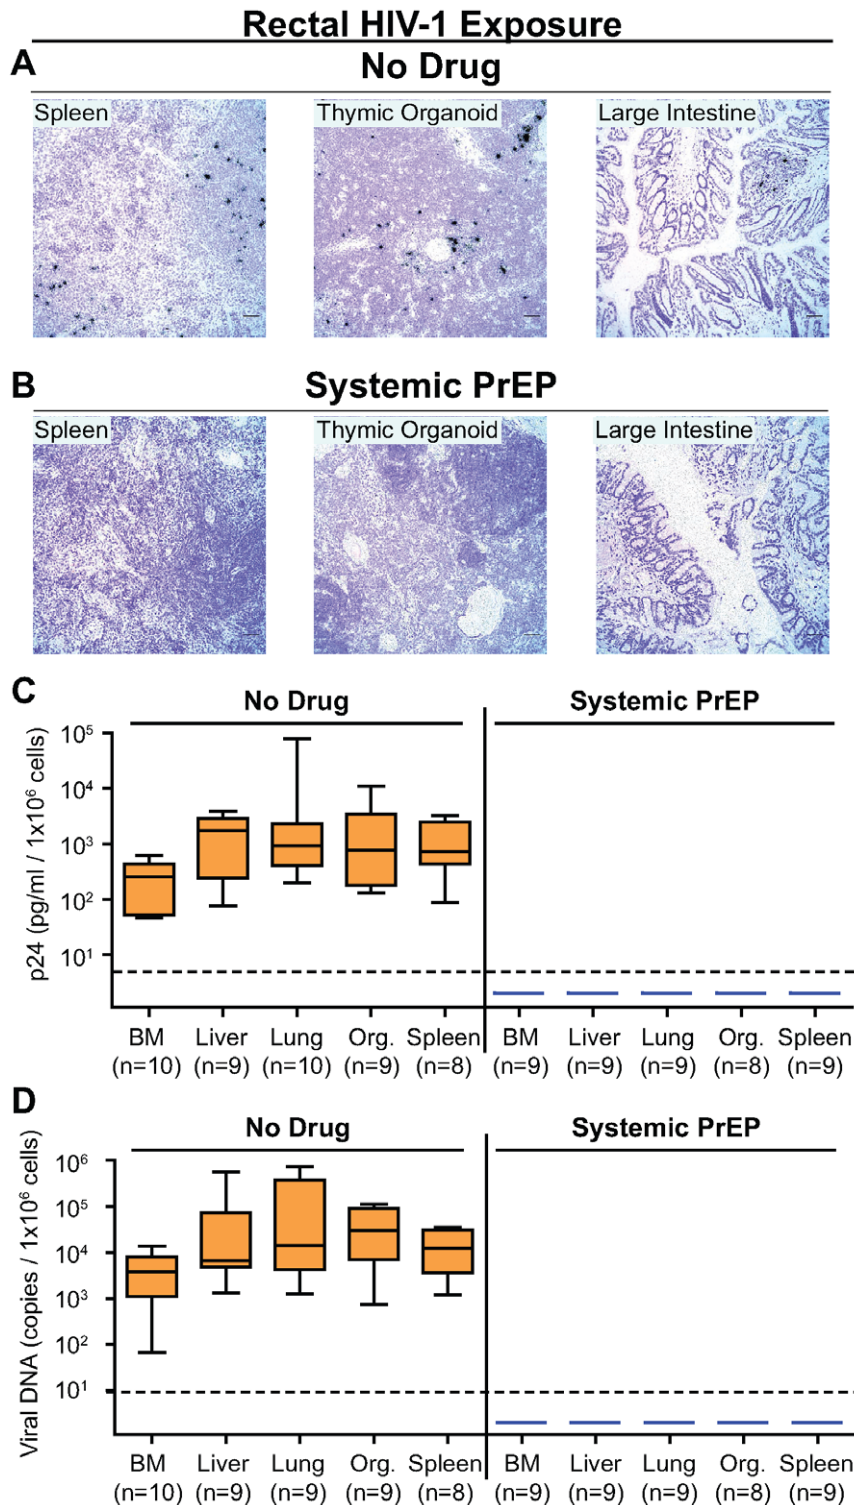 Rectal HIV-1 Exposure
A
No Drug
Spleen
Thymic Organoid
Large Intestine
B
Systemic PrEP
Spleen
Thymic Organoid
Large Intestine
C
No Drug
Systemic PrEP
p24 (pg/ml / 1x10⁶ cells)
10⁵
10⁴
10³
10²
10¹
BM Liver Lung Org. Spleen BM Liver Lung Org. Spleen
(n=10) (n=9) (n=10) (n=9) (n=8) (n=9) (n=9) (n=9) (n=8) (n=9)
D
No Drug
Systemic PrEP
Viral DNA (copies / 1x10⁶ cells)
10⁶
10⁵
10⁴
10³
10²
10¹
BM Liver Lung Org. Spleen BM Liver Lung Org. Spleen
(n=10) (n=9) (n=9) (n=9) (n=8) (n=9) (n=9) (n=9) (n=8) (n=9)